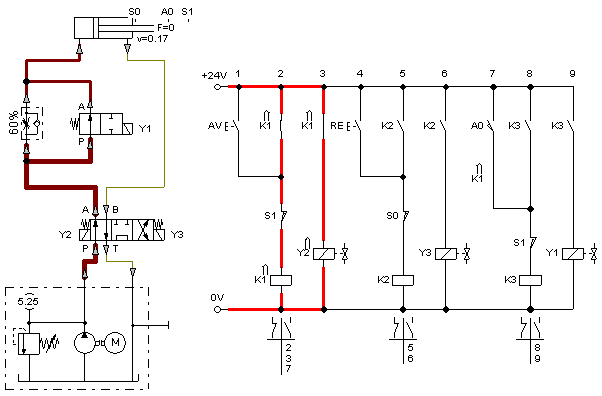 S0 A0 S1
F=0
v=0.17
A
60%
Y1
P
A B
Y2 Y3
P T
5.25
M
+24V 1 2 3 4 5 6 7 8 9
AV K1 K1 RE K2 K2 A0 K3 K3
K1
S1 S0 S1
Y2 Y3 Y1
K1 K2 K3
0V
2 5 8
3 6 9
7